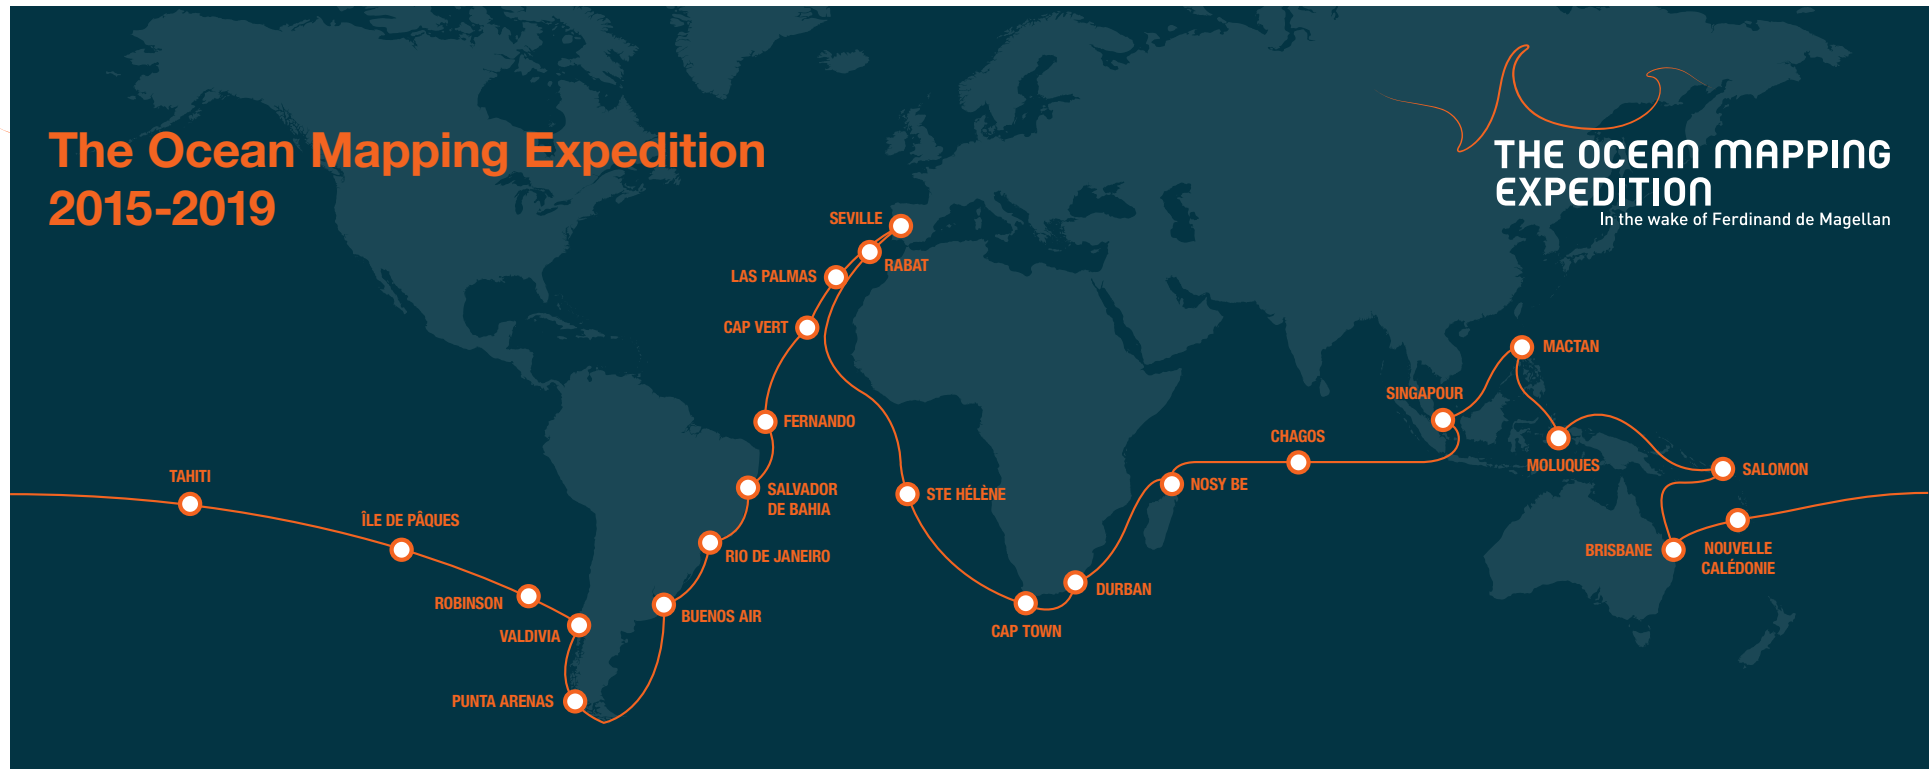 The Ocean Mapping Expedition
2015-2019
THE OCEAN MAPPING
EXPEDITION
In the wake of Ferdinand de Magellan
SEVILLE
RABAT
LAS PALMAS
CAP VERT
FERNANDO
SALVADOR
DE BAHIA
RIO DE JANEIRO
BUENOS AIR
PUNTA ARENAS
VALDIVIA
ROBINSON
ÎLE DE PÂQUES
TAHITI
STE HÉLÈNE
CAP TOWN
DURBAN
NOSY BE
CHAGOS
SINGAPOUR
MACTAN
MOLUQUES
SALOMON
BRISBANE
NOUVELLE
CALÉDONIE